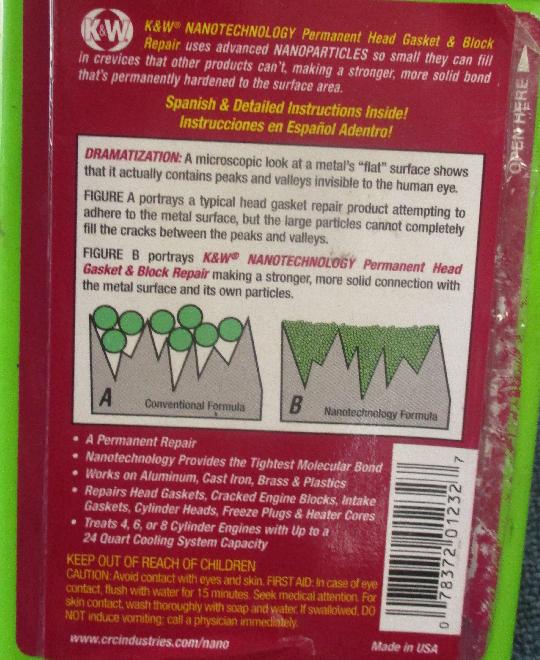 K&W
K&W® NANOTECHNOLOGY Permanent Head Gasket & Block
Repair uses advanced NANOPARTICLES so small they can fill
in crevices that other products can't, making a stronger, more solid bond
that's permanently hardened to the surface area.
Spanish & Detailed Instructions Inside!
Instrucciones en Español Adentro!
OPEN HERE
DRAMATIZATION: A microscopic look at a metal's "flat" surface shows
that it actually contains peaks and valleys invisible to the human eye.
FIGURE A portrays a typical head gasket repair product attempting to
adhere to the metal surface, but the large particles cannot completely
fill the cracks between the peaks and valleys.
FIGURE B portrays K&W® NANOTECHNOLOGY Permanent Head
Gasket & Block Repair making a stronger, more solid connection with
the metal surface and its own particles.
A Conventional Formula
B Nanotechnology Formula
• A Permanent Repair
• Nanotechnology Provides the Tightest Molecular Bond
• Works on Aluminum, Cast Iron, Brass & Plastics
• Repairs Head Gaskets, Cracked Engine Blocks, Intake
Gaskets, Cylinder Heads, Freeze Plugs & Heater Cores
• Treats 4, 6, or 8 Cylinder Engines with Up to a
24 Quart Cooling System Capacity
KEEP OUT OF REACH OF CHILDREN
CAUTION: Avoid contact with eyes and skin. FIRST AID: In case of eye
contact, flush with water for 15 minutes. Seek medical attention. For
skin contact, wash thoroughly with soap and water. If swallowed, DO
NOT induce vomiting: call a physician immediately.
www.crcindustries.com/nano
0 78372 01232 7
Made in USA